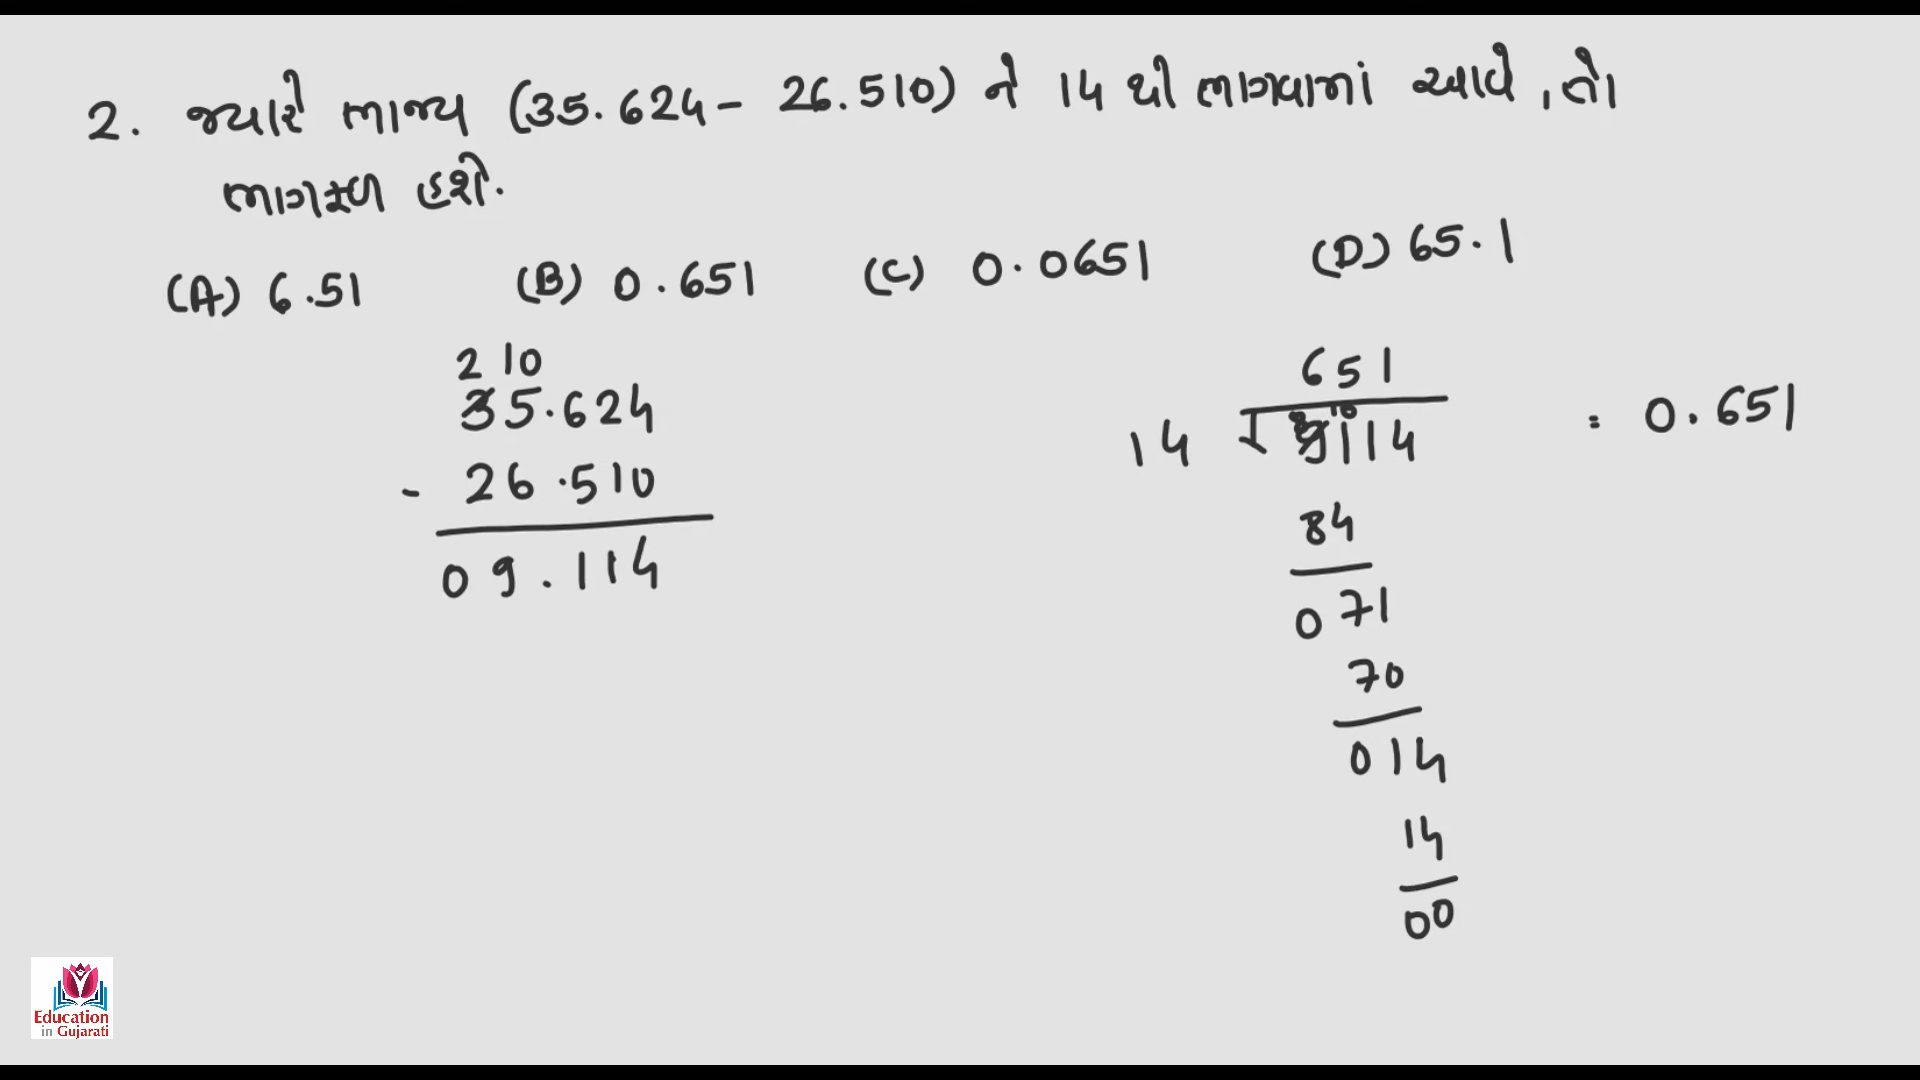 2. જ્યારે ભાજ્ય (35.624 - 26.510) ને 14 થી ભાગવામાં આવે, તો
ભાગફળ હશે.
(A) 6.51 (B) 0.651 (C) 0.0651 (D) 65.1
2 10
35.624
- 26.510
09.114
651
8 10
14 9114 = 0.651
84
071
70
014
14
00
Education
in Gujarati